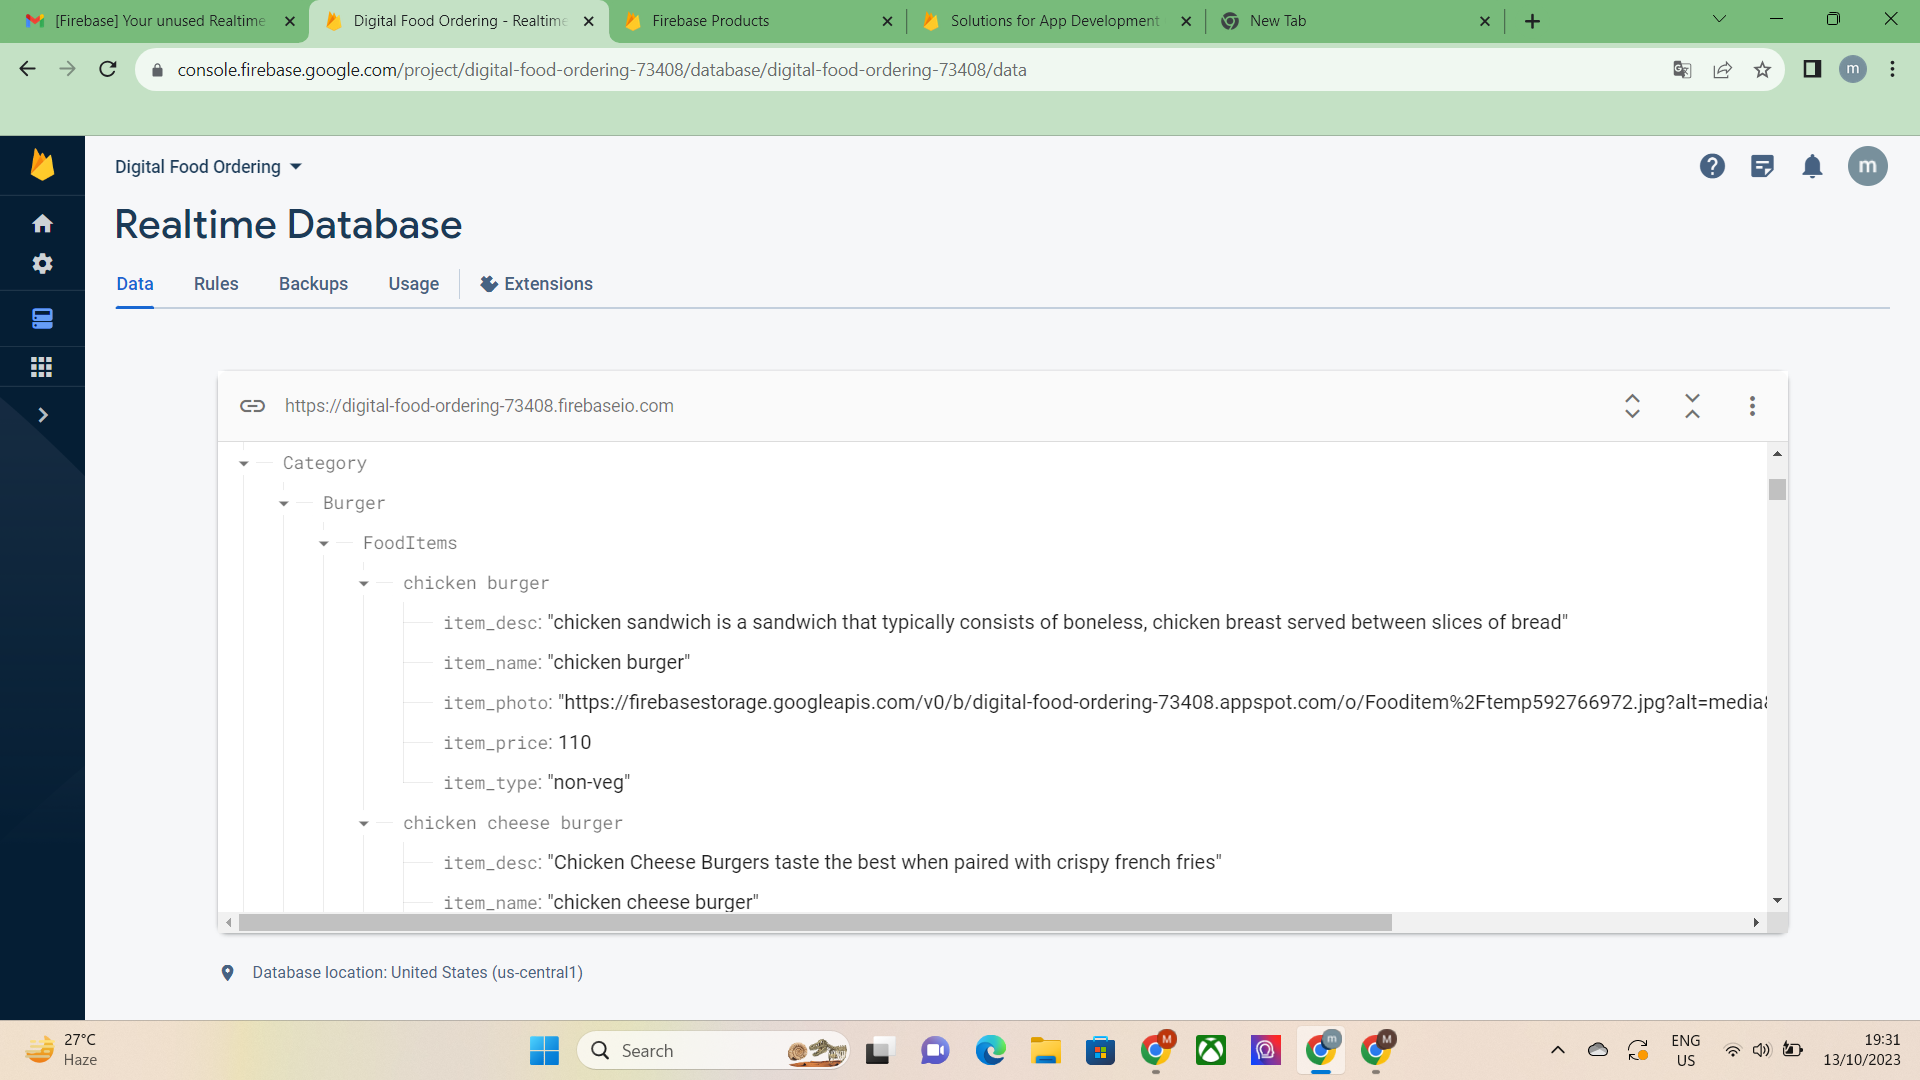 [Firebase] Your unused Realtime
Digital Food Ordering - Realtime
Firebase Products
Solutions for App Development
New Tab
console.firebase.google.com/project/digital-food-ordering-73408/database/digital-food-ordering-73408/data
m
Digital Food Ordering
m
Realtime Database
Data
Rules
Backups
Usage
Extensions
https://digital-food-ordering-73408.firebaseio.com
Category
Burger
FoodItems
chicken burger
item_desc: "chicken sandwich is a sandwich that typically consists of boneless, chicken breast served between slices of bread"
item_name: "chicken burger"
item_photo: "https://firebasestorage.googleapis.com/v0/b/digital-food-ordering-73408.appspot.com/o/Fooditem%2Ftemp592766972.jpg?alt=media&
item_price: 110
item_type: "non-veg"
chicken cheese burger
item_desc: "Chicken Cheese Burgers taste the best when paired with crispy french fries"
item_name: "chicken cheese burger"
Database location: United States (us-central1)
27°C
Haze
Search
M
m
M
ENG
US
19:31
13/10/2023